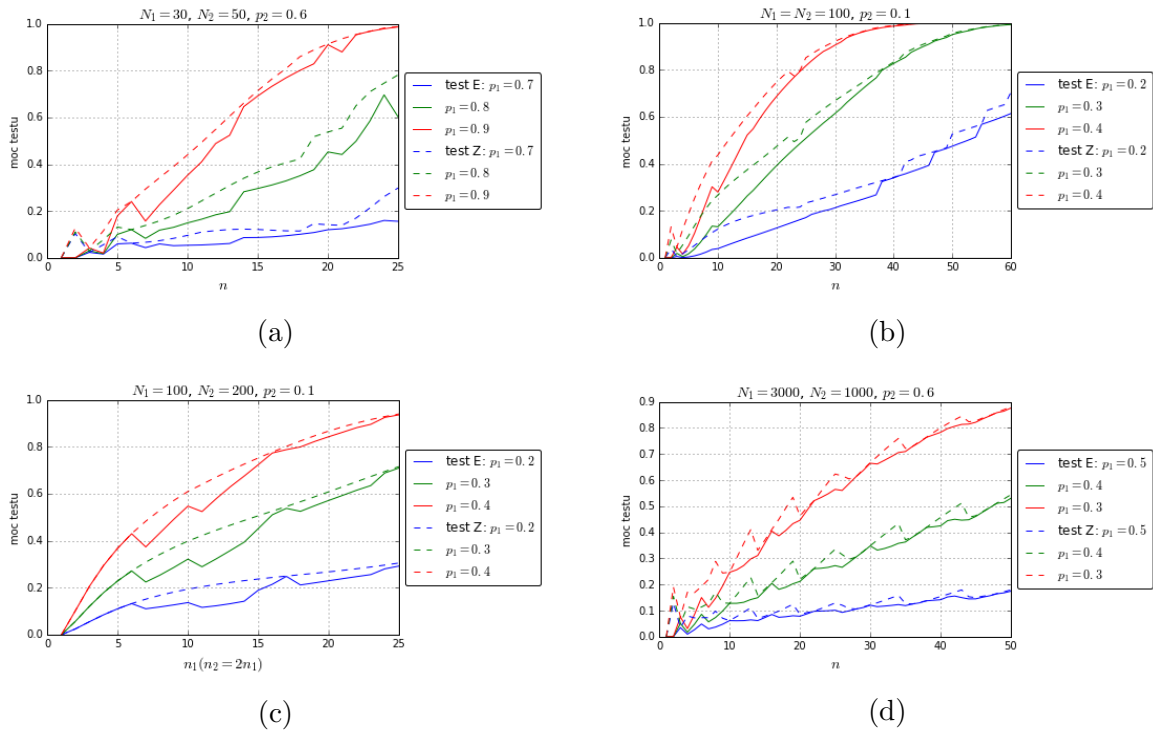 N₁ = 30, N₂ = 50, p₂ = 0.6
moc testu
1.0
0.8
0.6
0.4
0.2
0.0
0 5 10 15 20 25
n
test E: p₁ = 0.7
p₁ = 0.8
p₁ = 0.9
test Z: p₁ = 0.7
p₁ = 0.8
p₁ = 0.9
(a)
N₁ = N₂ = 100, p₂ = 0.1
moc testu
1.0
0.8
0.6
0.4
0.2
0.0
0 10 20 30 40 50 60
n
test E: p₁ = 0.2
p₁ = 0.3
p₁ = 0.4
test Z: p₁ = 0.2
p₁ = 0.3
p₁ = 0.4
(b)
N₁ = 100, N₂ = 200, p₂ = 0.1
moc testu
1.0
0.8
0.6
0.4
0.2
0.0
0 5 10 15 20 25
n₁(n₂ = 2n₁)
test E: p₁ = 0.2
p₁ = 0.3
p₁ = 0.4
test Z: p₁ = 0.2
p₁ = 0.3
p₁ = 0.4
(c)
N₁ = 3000, N₂ = 1000, p₂ = 0.6
moc testu
0.9
0.8
0.7
0.6
0.5
0.4
0.3
0.2
0.1
0.0
0 10 20 30 40 50
n
test E: p₁ = 0.5
p₁ = 0.4
p₁ = 0.3
test Z: p₁ = 0.5
p₁ = 0.4
p₁ = 0.3
(d)